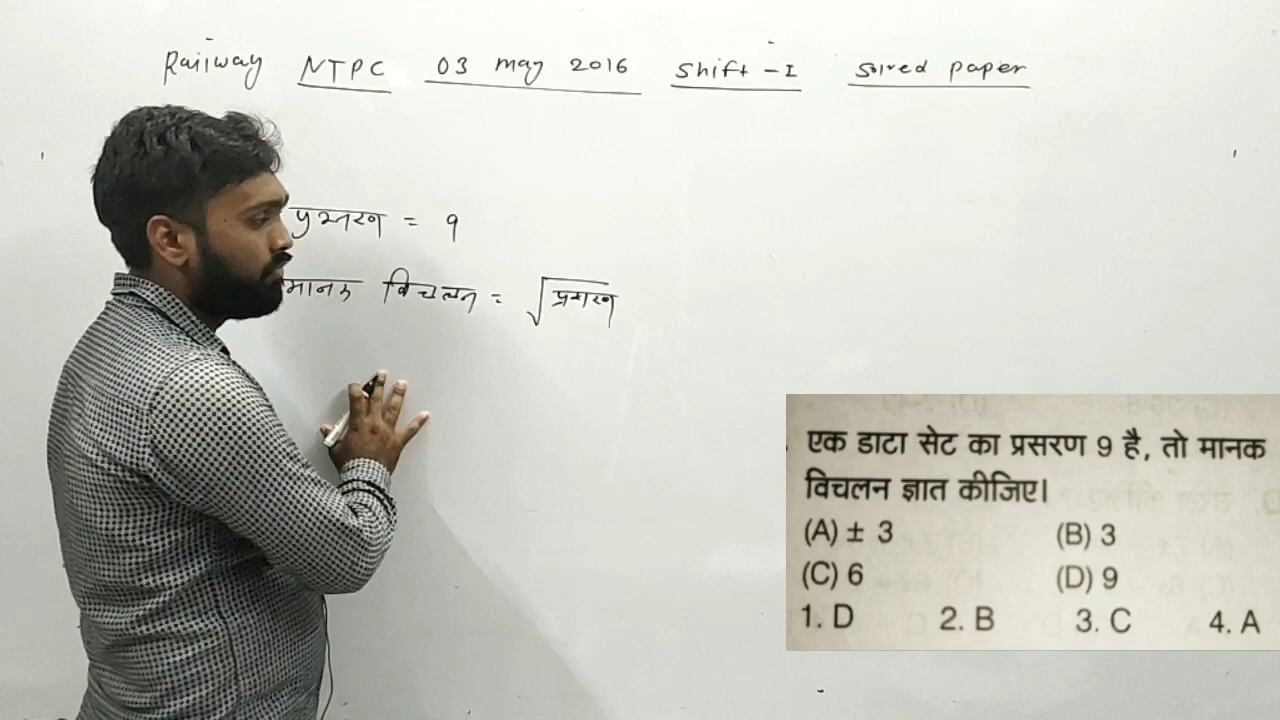 Railway NTPC 03 may 2016 Shift-I Solved paper
प्रसरण = 9
मानक विचलन = √प्रसरण
एक डाटा सेट का प्रसरण 9 है, तो मानक
विचलन ज्ञात कीजिए।
(A) ± 3 (B) 3
(C) 6 (D) 9
1. D 2. B 3. C 4. A